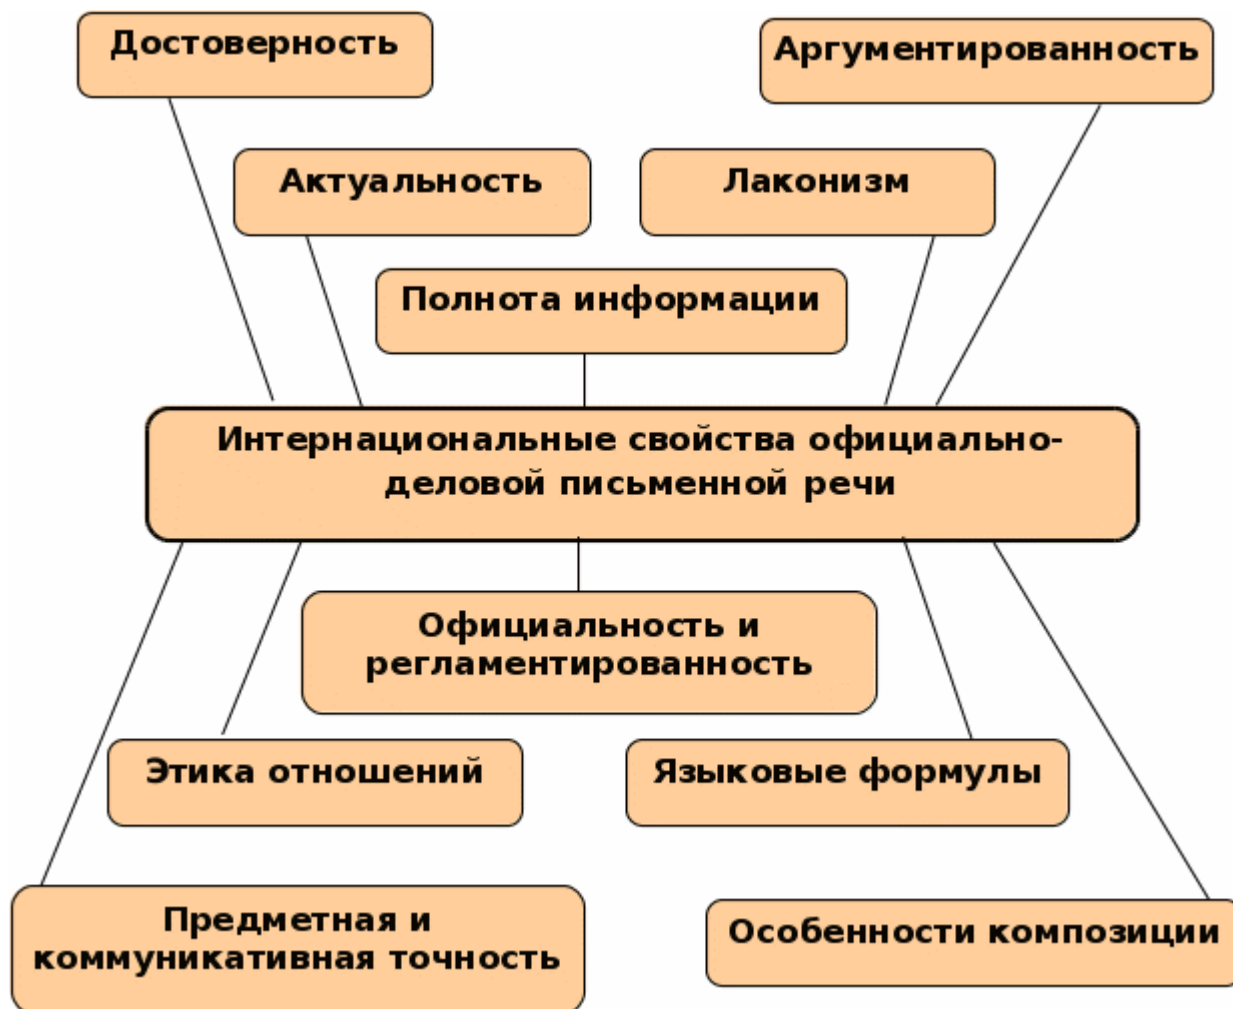 Достоверность
Аргументированность
Актуальность
Лаконизм
Полнота информации
Интернациональные свойства официально-
деловой письменной речи
Официальность и
регламентированность
Этика отношений
Языковые формулы
Предметная и
коммуникативная точность
Особенности композиции